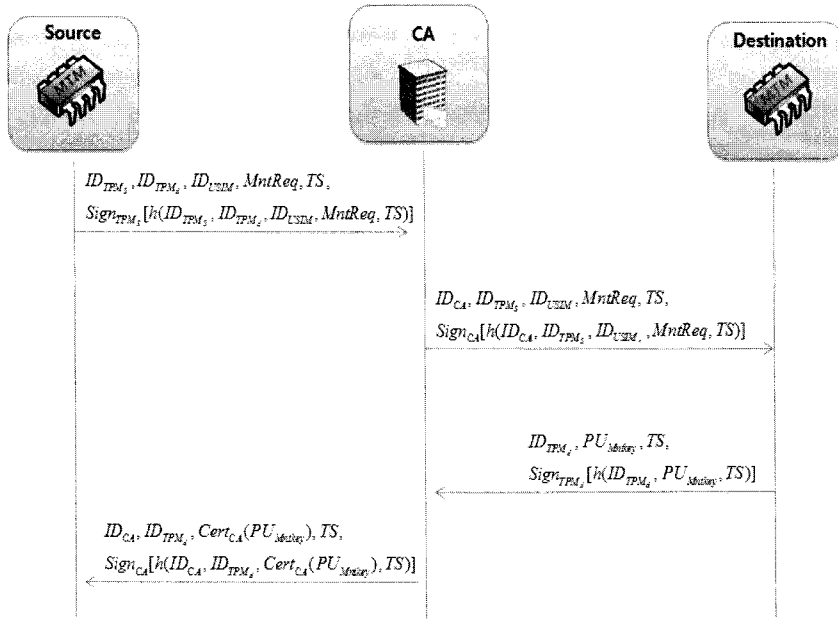 Source
CA
Destination
MTM
MTM
ID_TPM_s, ID_TPM_d, ID_USIM, MntReq, TS,
Sign_TPM_s[h(ID_TPM_s, ID_TPM_d, ID_USIM, MntReq, TS)]
ID_CA, ID_TPM_s, ID_USIM, MntReq, TS,
Sign_CA[h(ID_CA, ID_TPM_s, ID_USIM, MntReq, TS)]
ID_TPM_d, PU_Mntkey, TS,
Sign_TPM_d[h(ID_TPM_d, PU_Mntkey, TS)]
ID_CA, ID_TPM_d, Cert_CA(PU_Mntkey), TS,
Sign_CA[h(ID_CA, ID_TPM_d, Cert_CA(PU_Mntkey), TS)]